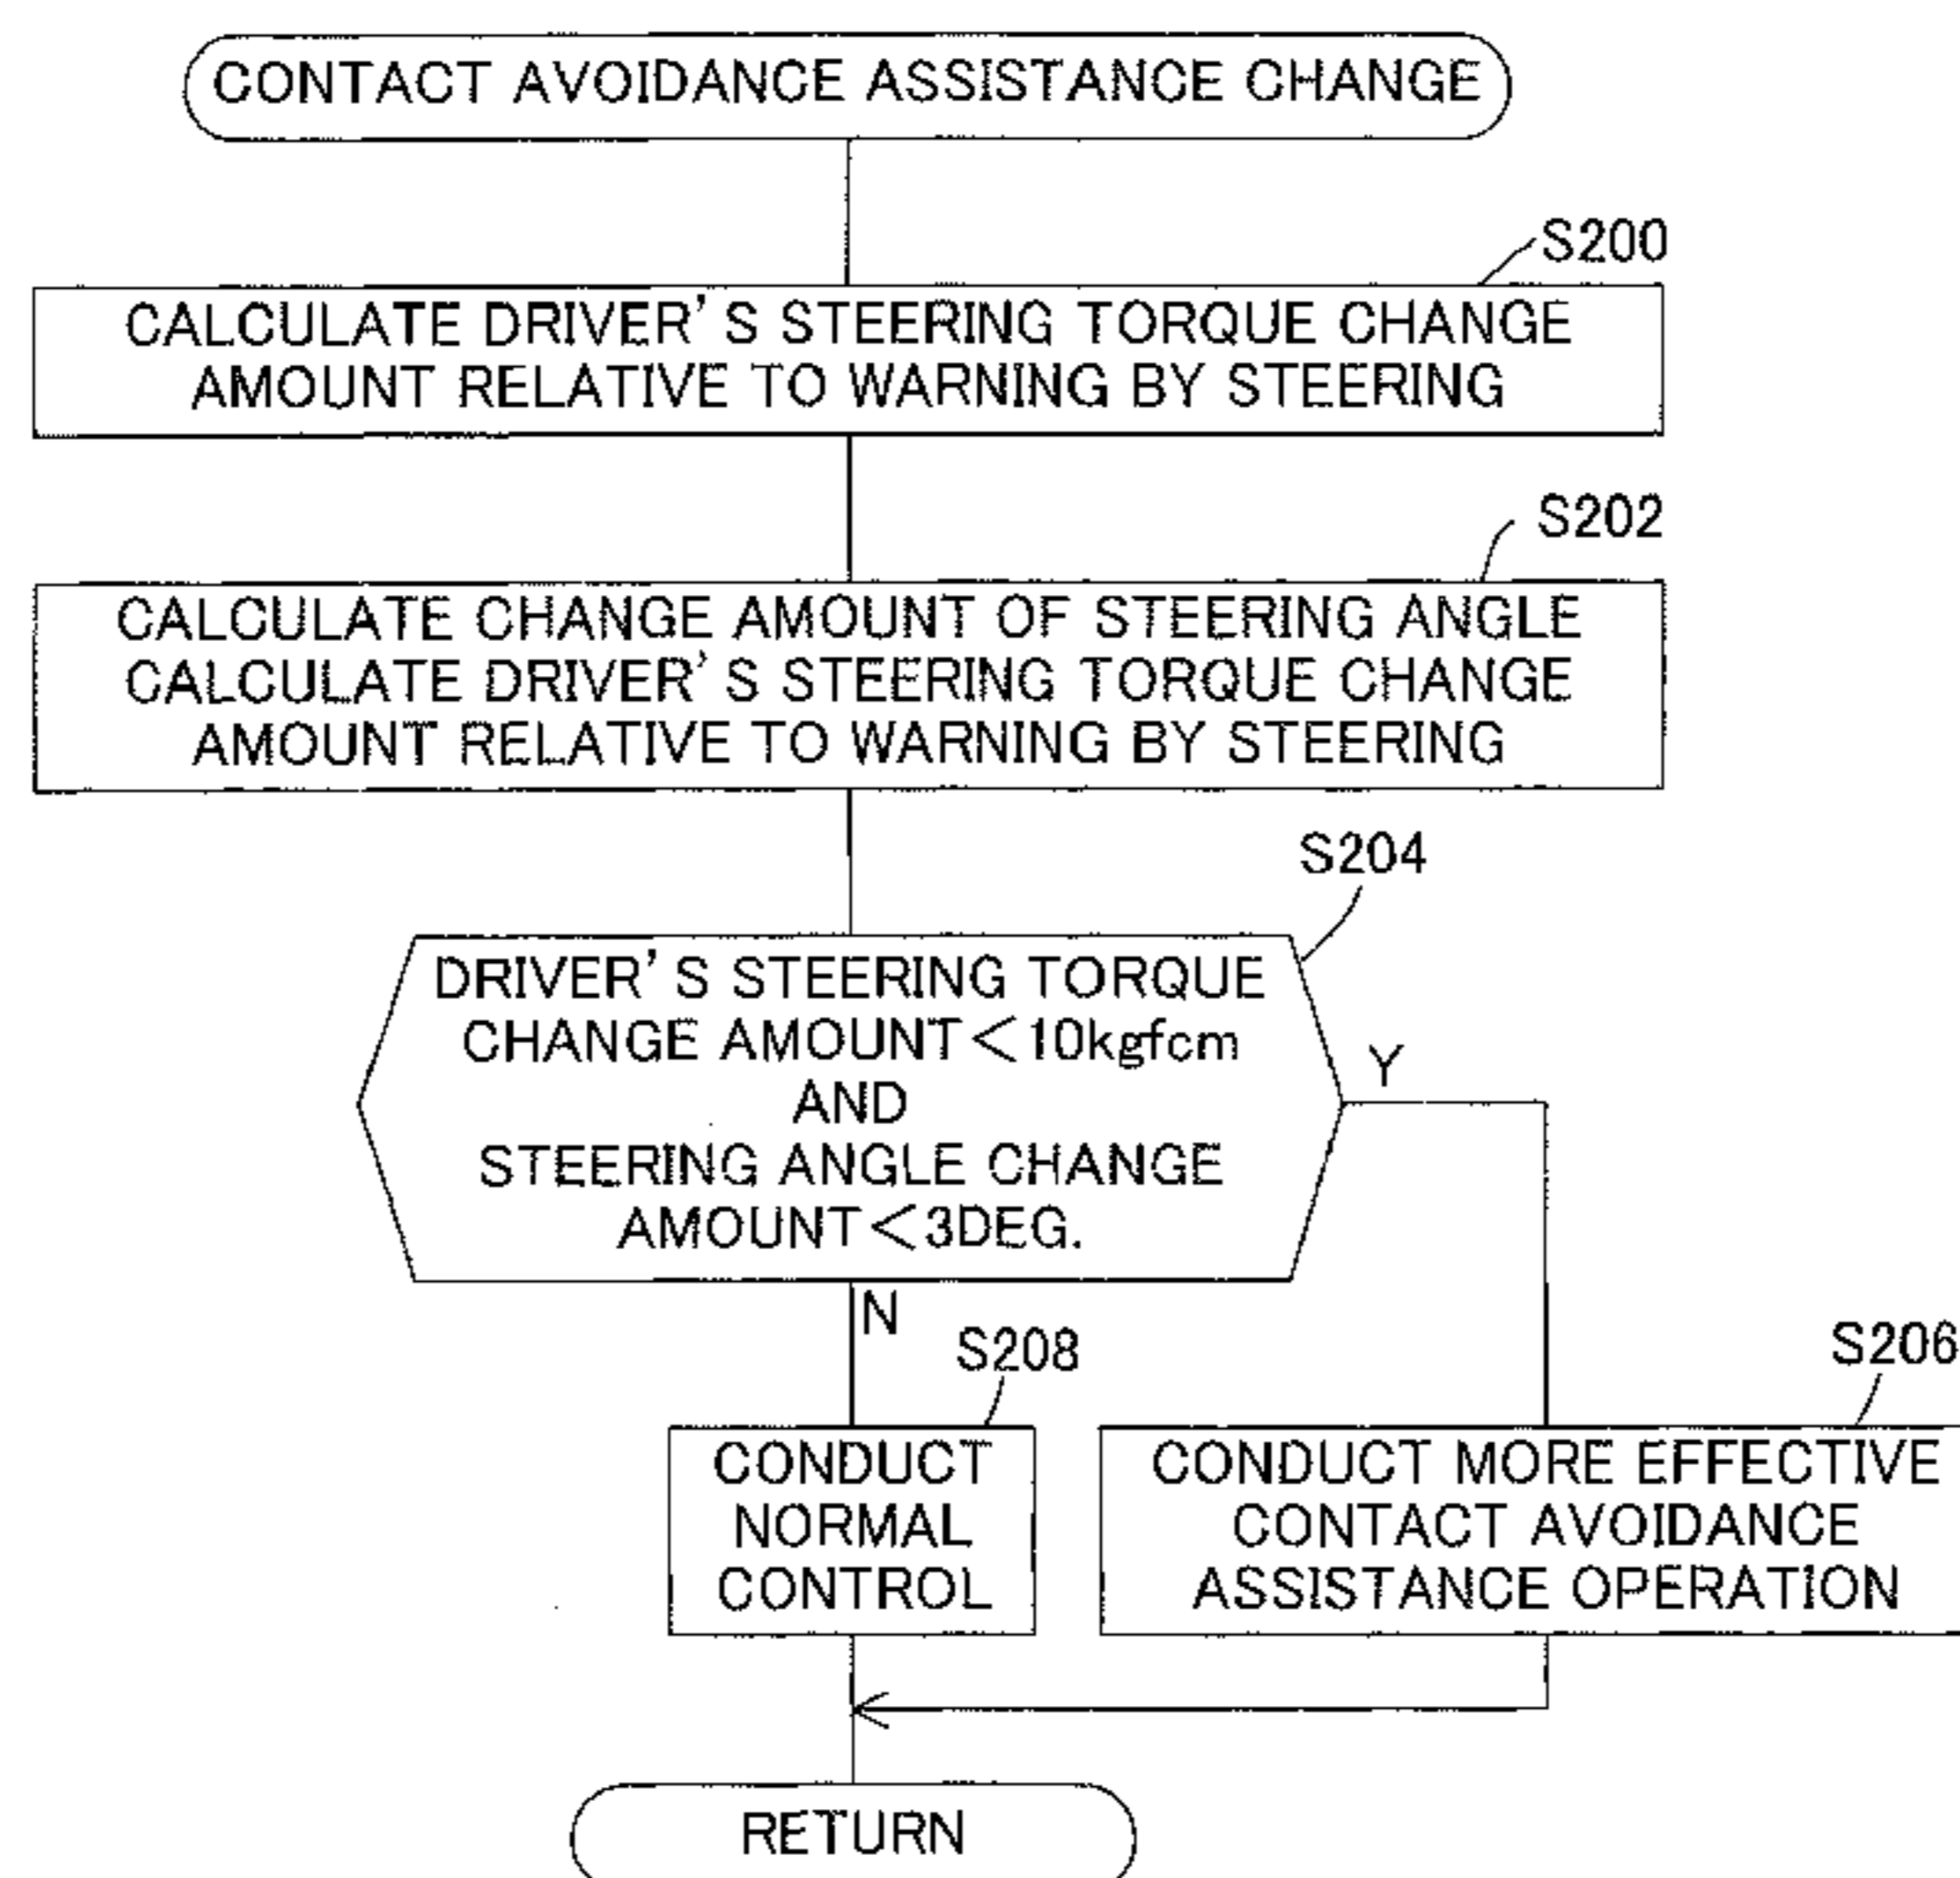 CONTACT AVOIDANCE ASSISTANCE CHANGE
S200
CALCULATE DRIVER'S STEERING TORQUE CHANGE
AMOUNT RELATIVE TO WARNING BY STEERING
S202
CALCULATE CHANGE AMOUNT OF STEERING ANGLE
CALCULATE DRIVER'S STEERING TORQUE CHANGE
AMOUNT RELATIVE TO WARNING BY STEERING
S204
DRIVER'S STEERING TORQUE
CHANGE AMOUNT<10kgfcm
AND
STEERING ANGLE CHANGE
AMOUNT<3DEG.
Y
N
S208
CONDUCT
NORMAL
CONTROL
S206
CONDUCT MORE EFFECTIVE
CONTACT AVOIDANCE
ASSISTANCE OPERATION
RETURN